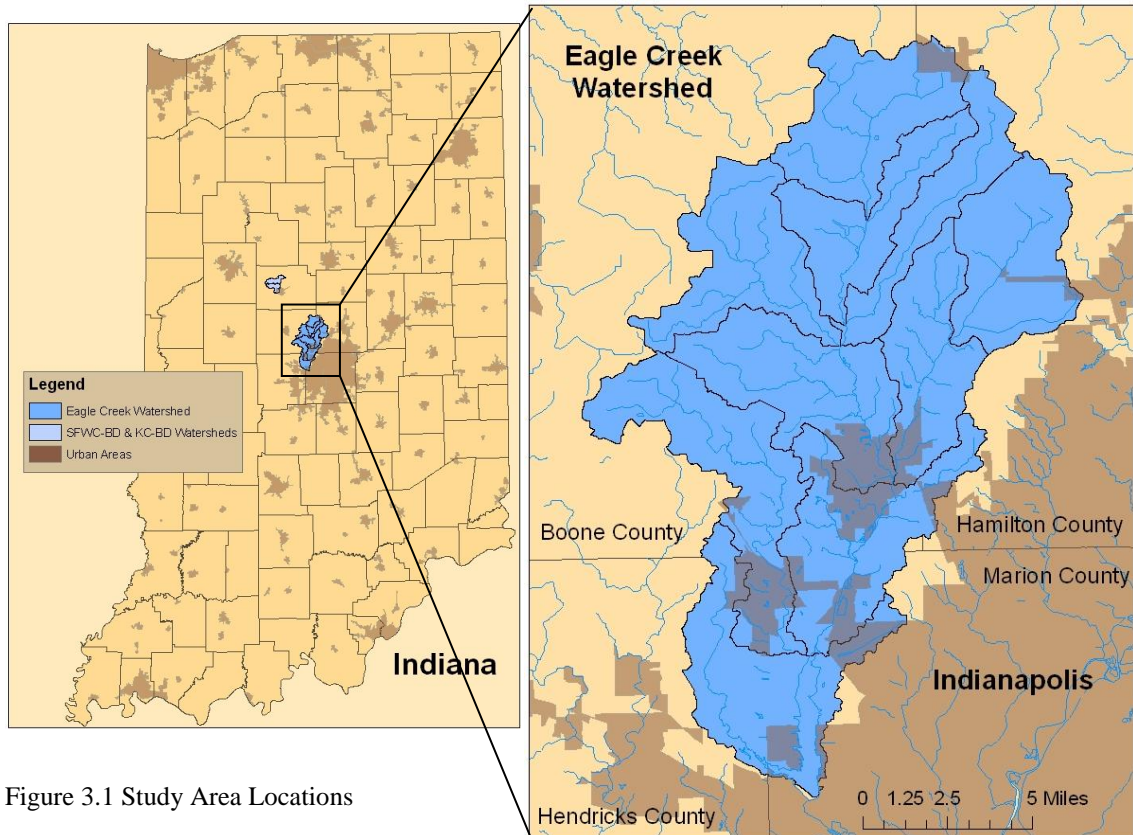 Legend
Eagle Creek Watershed
SFWC-BD & KC-BD Watersheds
Urban Areas
Indiana
Eagle Creek
Watershed
Boone County
Hamilton County
Marion County
Indianapolis
Hendricks County
0 1.25 2.5 5 Miles
Figure 3.1 Study Area Locations